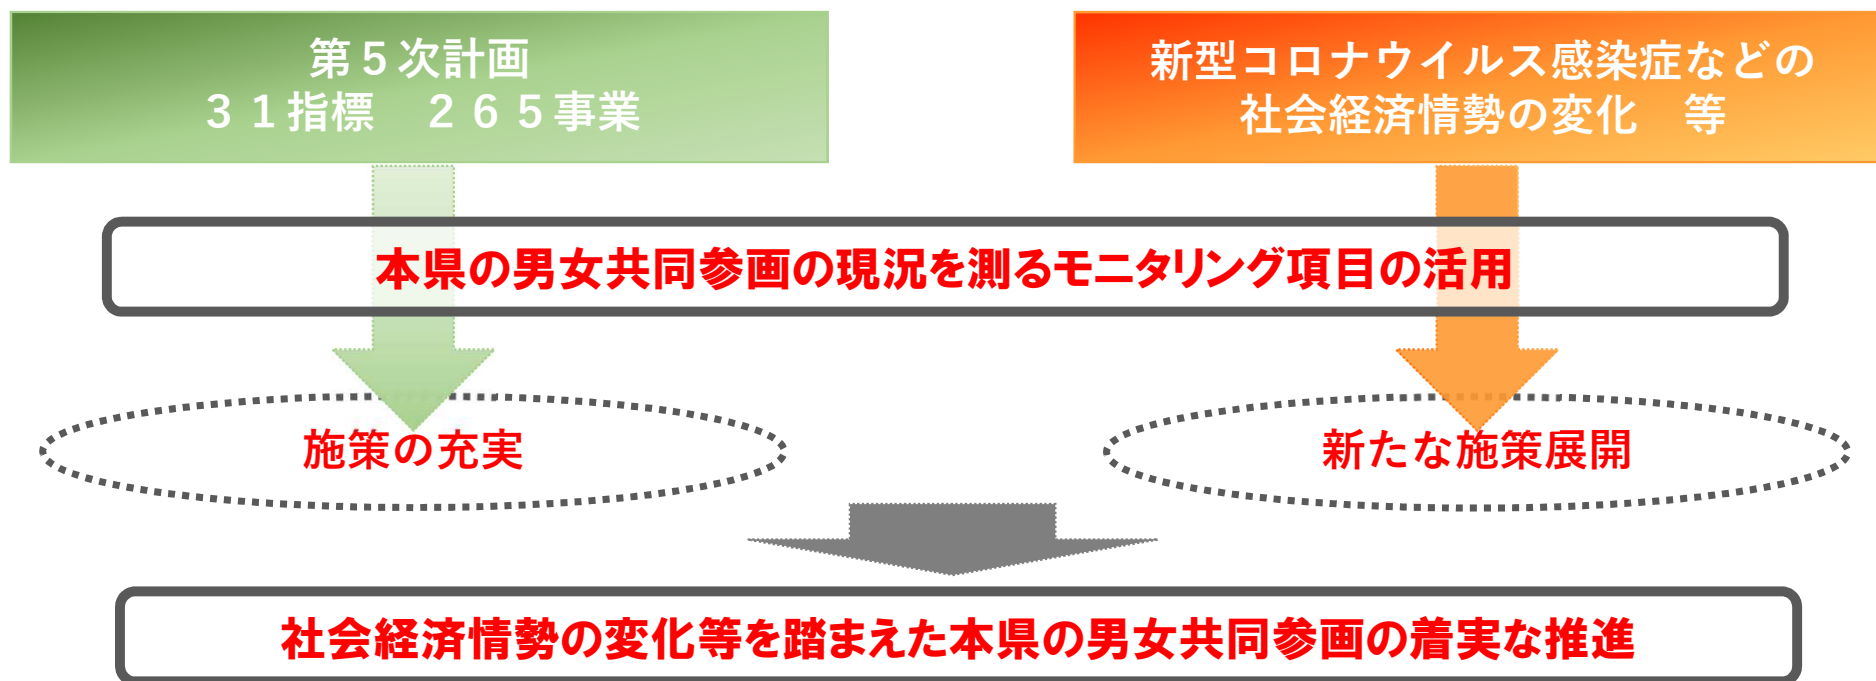 第５次計画
３１指標　２６５事業
新型コロナウイルス感染症などの
社会経済情勢の変化　等
本県の男女共同参画の現況を測るモニタリング項目の活用
施策の充実
新たな施策展開
社会経済情勢の変化等を踏まえた本県の男女共同参画の着実な推進